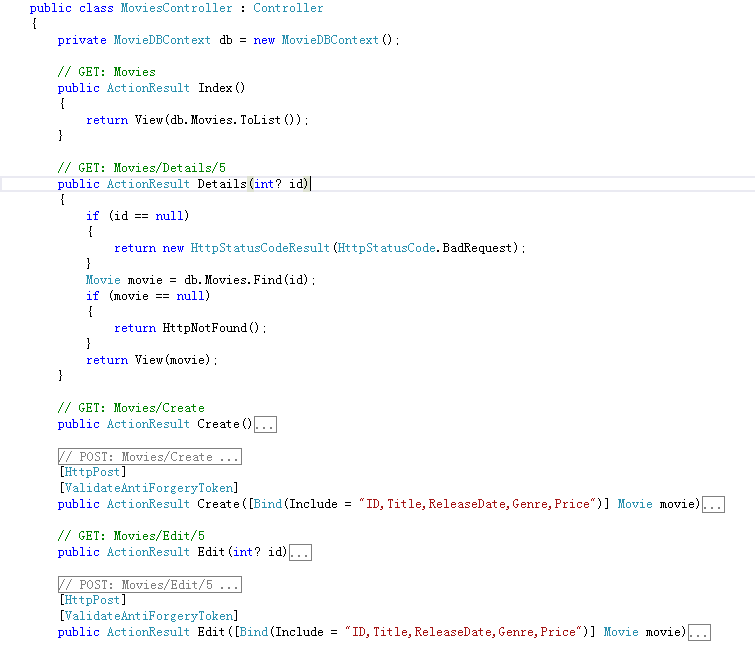 public class MoviesController : Controller
{
    private MovieDBContext db = new MovieDBContext();

    // GET: Movies
    public ActionResult Index()
    {
        return View(db.Movies.ToList());
    }

    // GET: Movies/Details/5
    public ActionResult Details(int? id)
    {
        if (id == null)
        {
            return new HttpStatusCodeResult(HttpStatusCode.BadRequest);
        }
        Movie movie = db.Movies.Find(id);
        if (movie == null)
        {
            return HttpNotFound();
        }
        return View(movie);
    }

    // GET: Movies/Create
    public ActionResult Create()...

    // POST: Movies/Create ...
    [HttpPost]
    [ValidateAntiForgeryToken]
    public ActionResult Create([Bind(Include = "ID,Title,ReleaseDate,Genre,Price")] Movie movie)...

    // GET: Movies/Edit/5
    public ActionResult Edit(int? id)...

    // POST: Movies/Edit/5 ...
    [HttpPost]
    [ValidateAntiForgeryToken]
    public ActionResult Edit([Bind(Include = "ID,Title,ReleaseDate,Genre,Price")] Movie movie)...